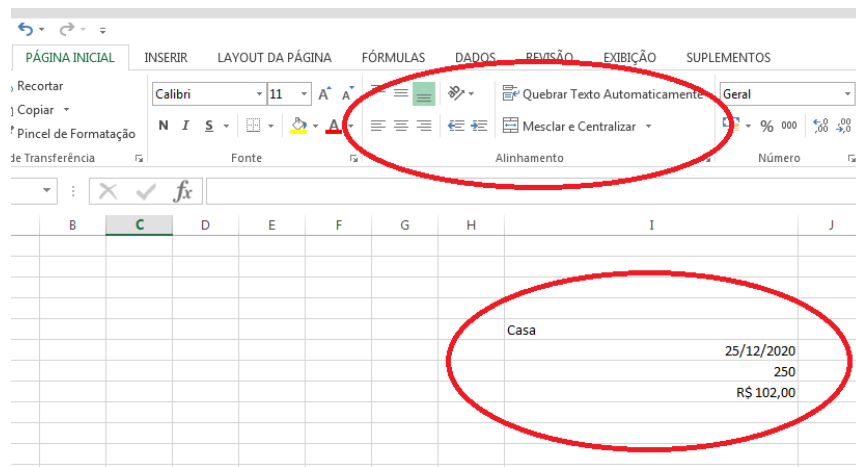 PÁGINA INICIAL INSERIR LAYOUT DA PÁGINA FÓRMULAS DADOS REVISÃO EXIBIÇÃO SUPLEMENTOS
Recortar
Calibri 11 A A Quebrar Texto Automaticamente Geral
Copiar
N I S A Mesclar e Centralizar % 000 ,00 ,00
Pincel de Formatação
de Transferência Fonte Alinhamento Número
fx
B C D E F G H I J
Casa
25/12/2020
250
R$ 102,00